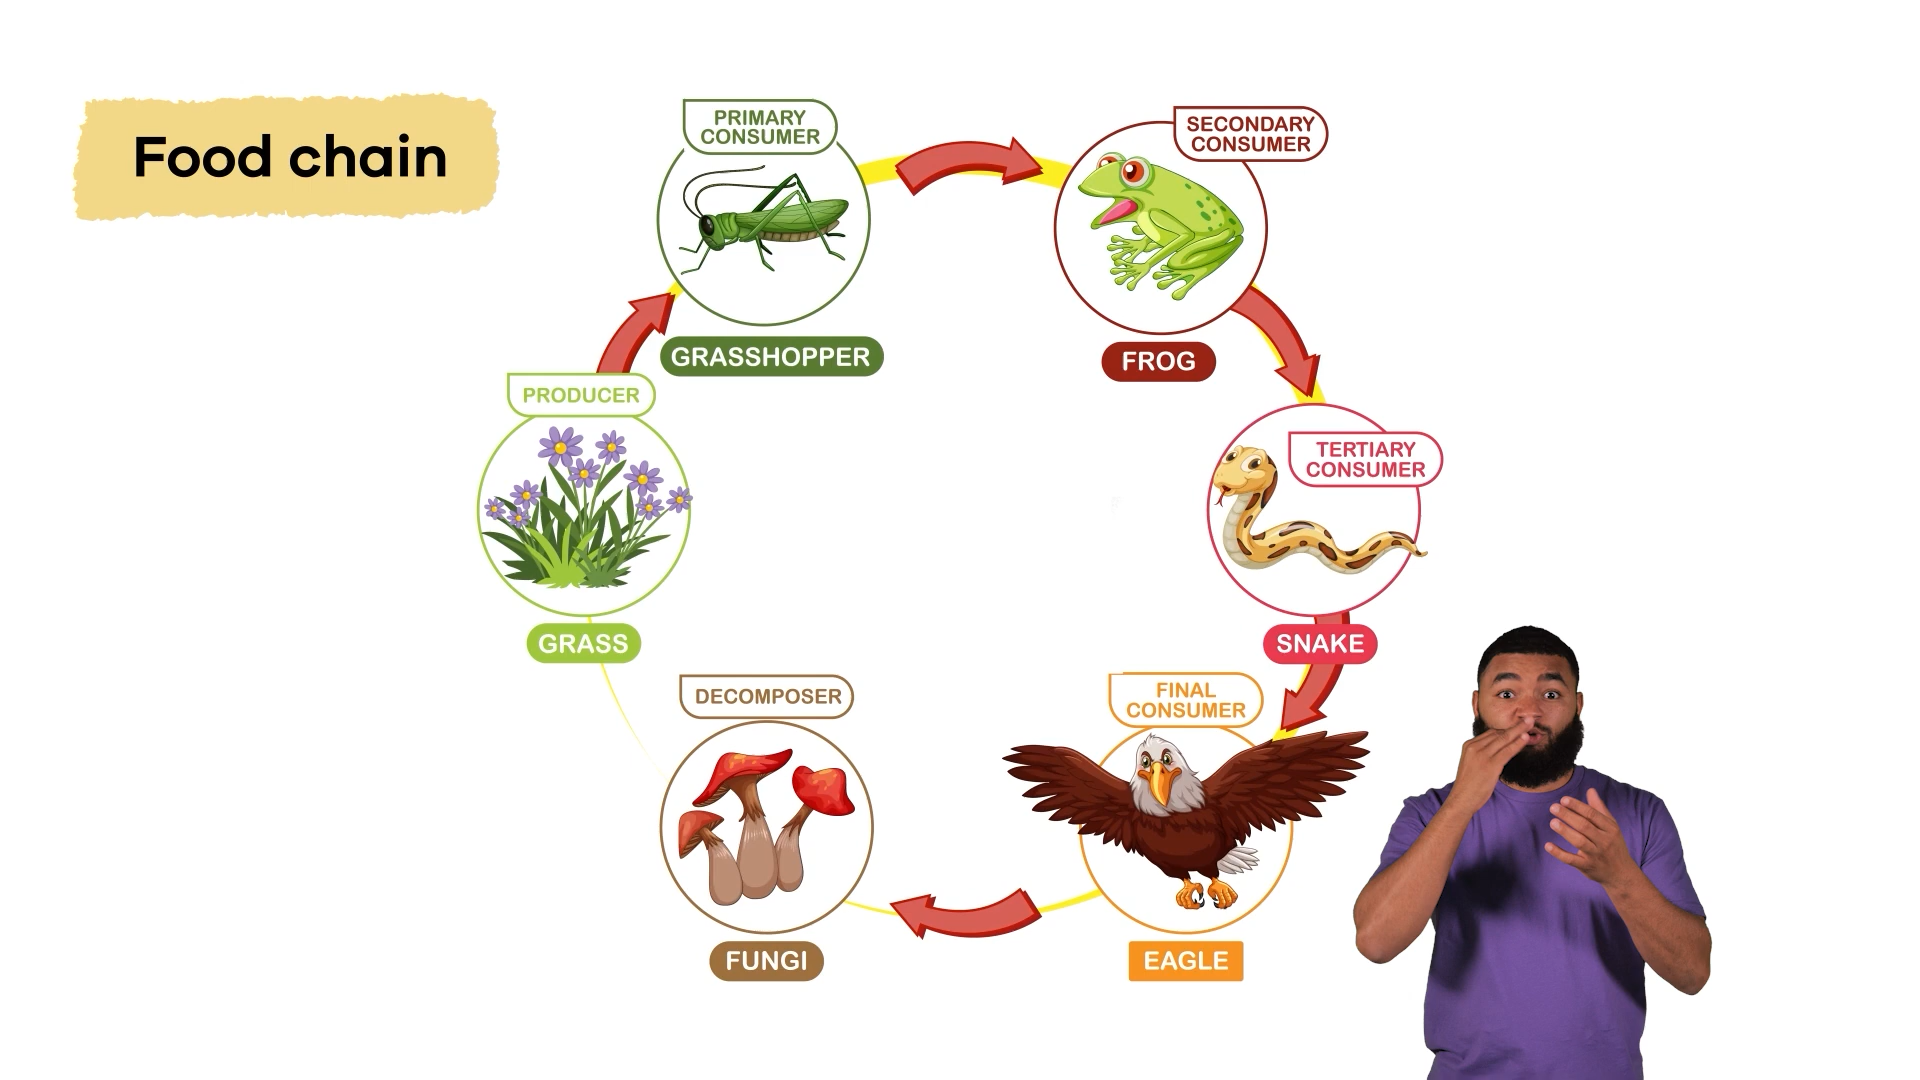 Food chain
PRIMARY
CONSUMER
GRASSHOPPER
SECONDARY
CONSUMER
FROG
PRODUCER
GRASS
TERTIARY
CONSUMER
SNAKE
DECOMPOSER
FUNGI
FINAL
CONSUMER
EAGLE